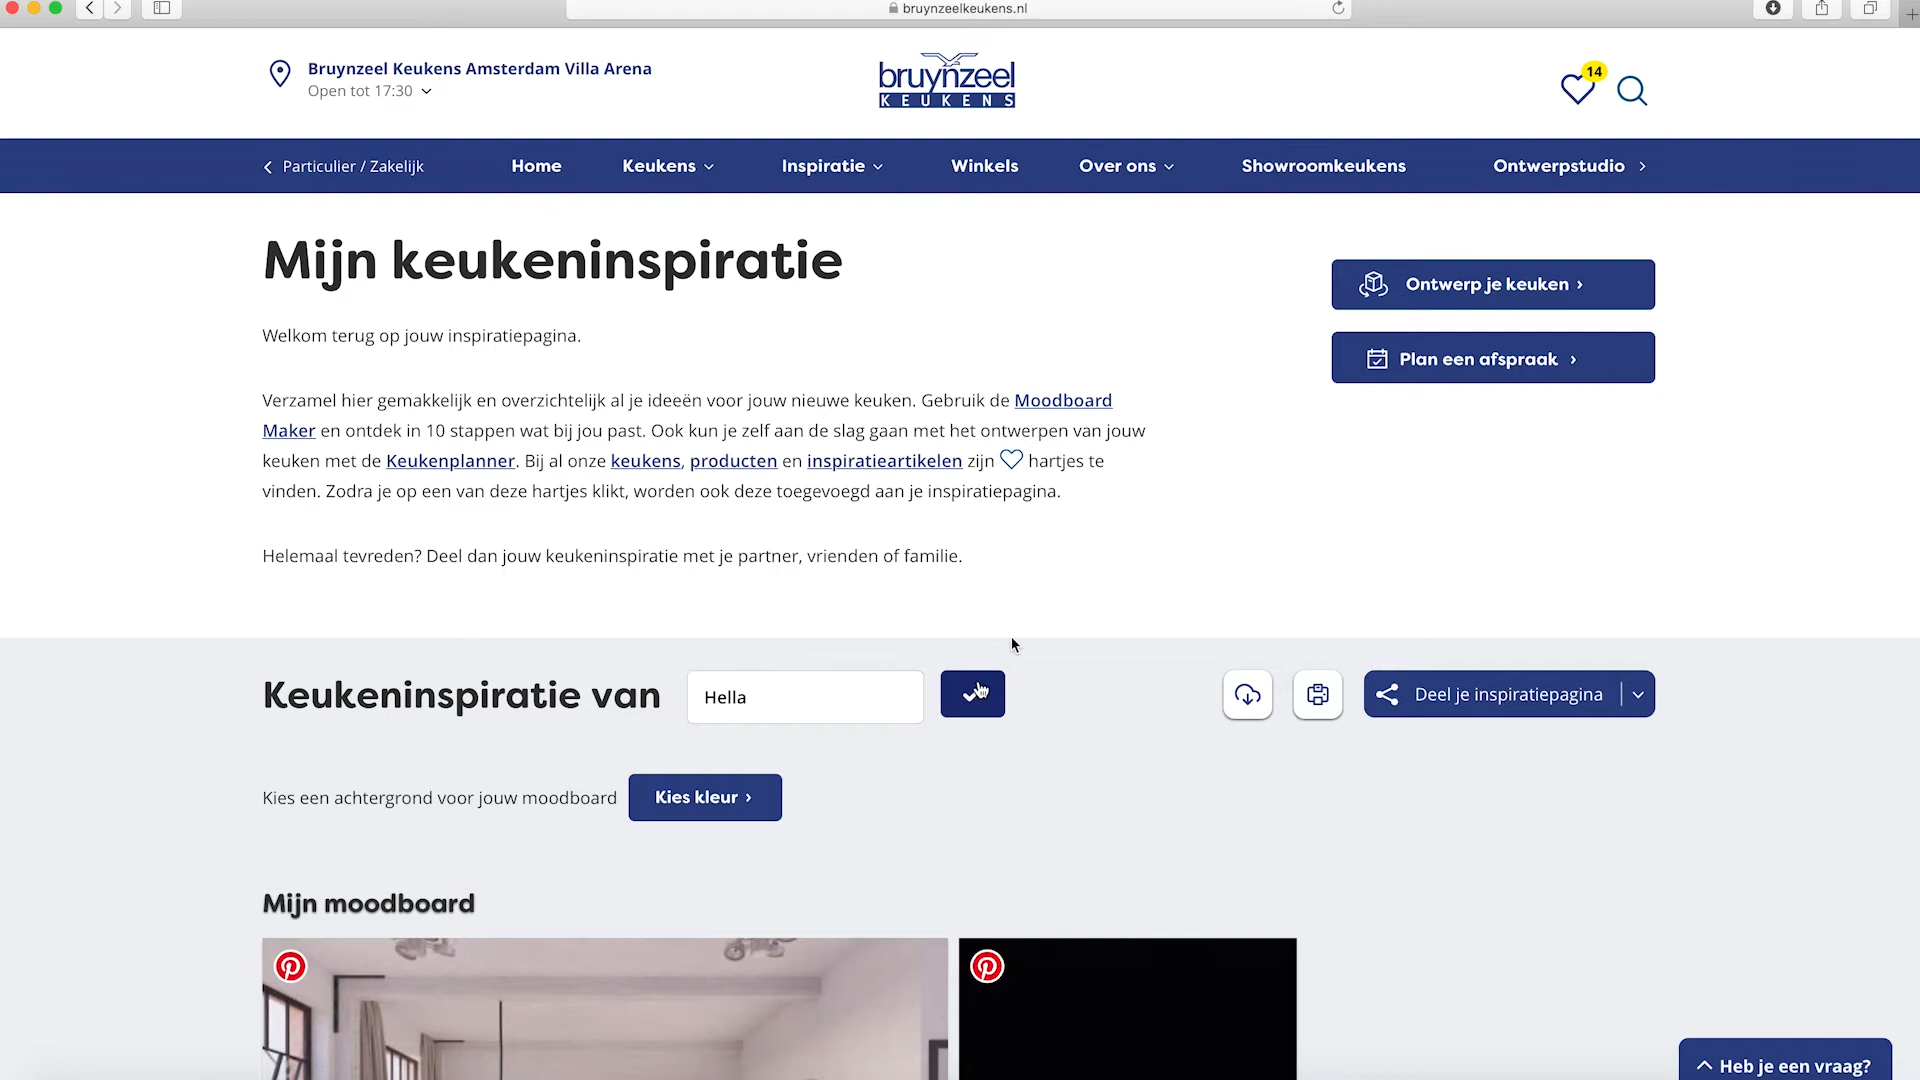 bruynzeelkeukens.nl
Bruynzeel Keukens Amsterdam Villa Arena
Open tot 17:30
bruynzeel
KEUKENS
14
Particulier / Zakelijk
Home
Keukens
Inspiratie
Winkels
Over ons
Showroomkeukens
Ontwerpstudio
Mijn keukeninspiratie
Ontwerp je keuken
Plan een afspraak
Welkom terug op jouw inspiratiepagina.
Verzamel hier gemakkelijk en overzichtelijk al je ideeën voor jouw nieuwe keuken. Gebruik de Moodboard
Maker en ontdek in 10 stappen wat bij jou past. Ook kun je zelf aan de slag gaan met het ontwerpen van jouw
keuken met de Keukenplanner. Bij al onze keukens, producten en inspiratieartikelen zijn hartjes te
vinden. Zodra je op een van deze hartjes klikt, worden ook deze toegevoegd aan je inspiratiepagina.
Helemaal tevreden? Deel dan jouw keukeninspiratie met je partner, vrienden of familie.
Keukeninspiratie van
Hella
Deel je inspiratiepagina
Kies een achtergrond voor jouw moodboard
Kies kleur
Mijn moodboard
Heb je een vraag?